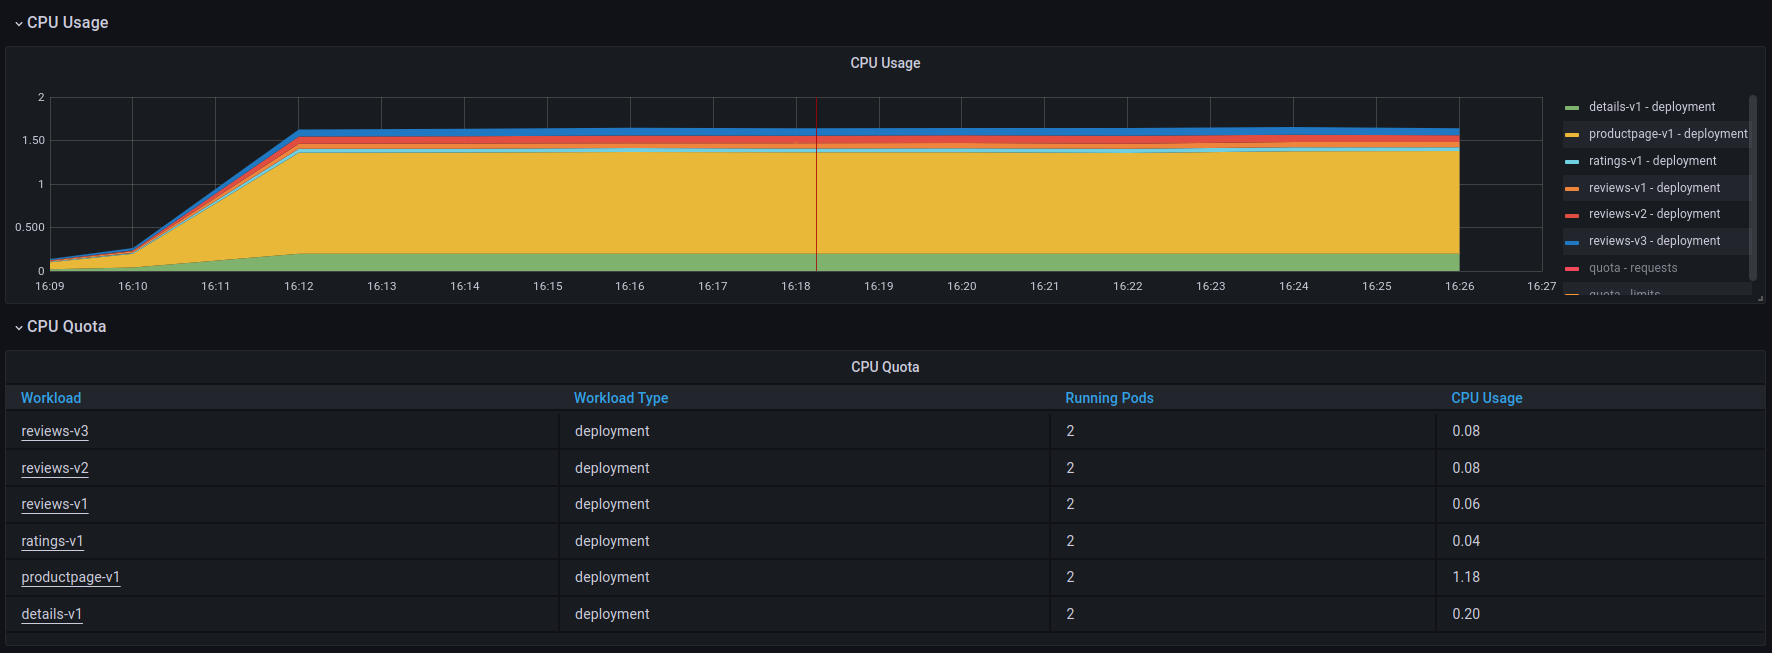 CPU Usage
CPU Usage
2
1.50
1
0.500
0
16:09 16:10 16:11 16:12 16:13 16:14 16:15 16:16 16:17 16:18 16:19 16:20 16:21 16:22 16:23 16:24 16:25 16:26 16:27
details-v1 - deployment
productpage-v1 - deployment
ratings-v1 - deployment
reviews-v1 - deployment
reviews-v2 - deployment
reviews-v3 - deployment
quota - requests
quota - limits
CPU Quota
CPU Quota
Workload Workload Type Running Pods CPU Usage
reviews-v3 deployment 2 0.08
reviews-v2 deployment 2 0.08
reviews-v1 deployment 2 0.06
ratings-v1 deployment 2 0.04
productpage-v1 deployment 2 1.18
details-v1 deployment 2 0.20